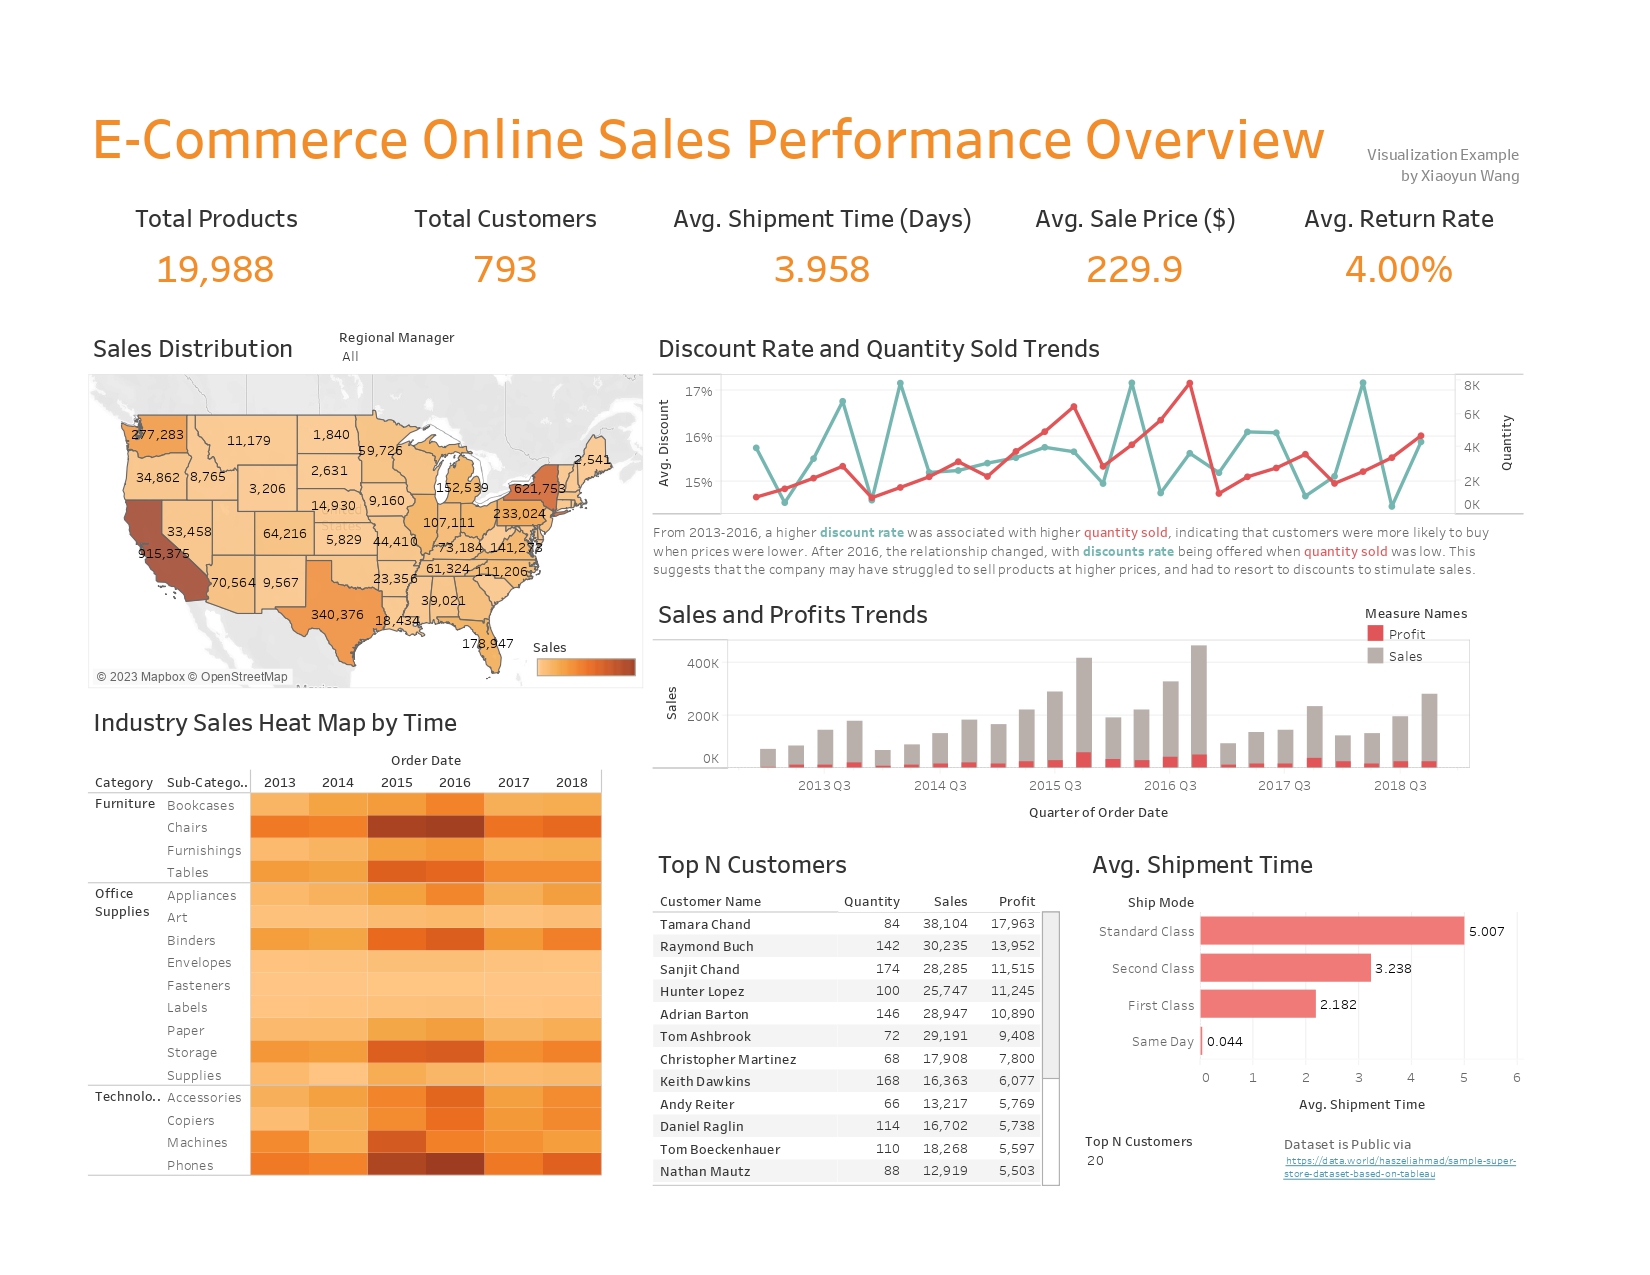 E-Commerce Online Sales Performance Overview
Visualization Example
by Xiaoyun Wang
Total Products
19,988
Total Customers
793
Avg. Shipment Time (Days)
3.958
Avg. Sale Price ($)
229.9
Avg. Return Rate
4.00%
Sales Distribution
Regional Manager
All
277,283
11,179
1,840
59,726
2,541
34,862
8,765
2,631
3,206
152,539
621,753
14,930
9,160
233,024
33,458
107,111
64,216
5,829
44,410
73,184
141,273
915,375
70,564
9,567
23,356
61,324
111,206
39,021
340,376
18,434
178,947
Sales
© 2023 Mapbox © OpenStreetMap
Discount Rate and Quantity Sold Trends
Avg. Discount
17%
16%
15%
8K
6K
4K
2K
0K
Quantity
From 2013-2016, a higher discount rate was associated with higher quantity sold, indicating that customers were more likely to buy
when prices were lower. After 2016, the relationship changed, with discounts rate being offered when quantity sold was low. This
suggests that the company may have struggled to sell products at higher prices, and had to resort to discounts to stimulate sales.
Sales and Profits Trends
Measure Names
Profit
Sales
Sales
400K
200K
0K
2013 Q3
2014 Q3
2015 Q3
2016 Q3
2017 Q3
2018 Q3
Quarter of Order Date
Industry Sales Heat Map by Time
Order Date
Category Sub-Catego.. 2013 2014 2015 2016 2017 2018
Furniture Bookcases
Chairs
Furnishings
Tables
Office Supplies Appliances
Art
Binders
Envelopes
Fasteners
Labels
Paper
Storage
Supplies
Technolo.. Accessories
Copiers
Machines
Phones
Top N Customers
Customer Name Quantity Sales Profit
Tamara Chand 84 38,104 17,963
Raymond Buch 142 30,235 13,952
Sanjit Chand 174 28,285 11,515
Hunter Lopez 100 25,747 11,245
Adrian Barton 146 28,947 10,890
Tom Ashbrook 72 29,191 9,408
Christopher Martinez 68 17,908 7,800
Keith Dawkins 168 16,363 6,077
Andy Reiter 66 13,217 5,769
Daniel Raglin 114 16,702 5,738
Tom Boeckenhauer 110 18,268 5,597
Nathan Mautz 88 12,919 5,503
Avg. Shipment Time
Ship Mode
Standard Class 5.007
Second Class 3.238
First Class 2.182
Same Day 0.044
0 1 2 3 4 5 6
Avg. Shipment Time
Top N Customers
20
Dataset is Public via
https://data.world/haszeliahmad/sample-super-
store-dataset-based-on-tableau